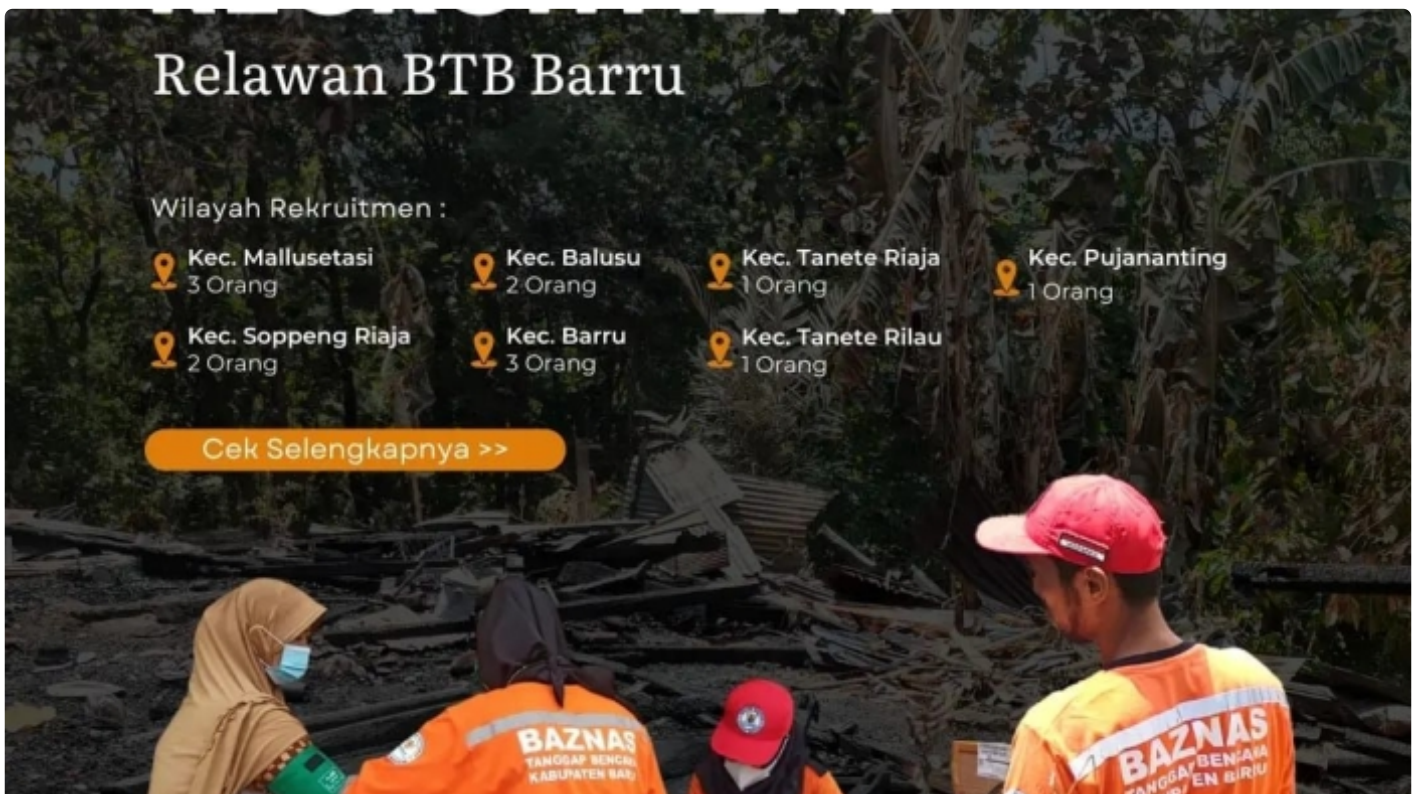 Relawan BTB Barru
Wilayah Rekruitmen :
Kec. Mallusetasi
3 Orang
Kec. Balusu
2 Orang
Kec. Tanete Riaja
1 Orang
Kec. Pujananting
1 Orang
Kec. Soppeng Riaja
2 Orang
Kec. Barru
3 Orang
Kec. Tanete Rilau
1 Orang
Cek Selengkapnya >>
BAZNAS
TANGGAP BENCANA
KABUPATEN BARRU
BAZNAS
TANGGAP BENCANA